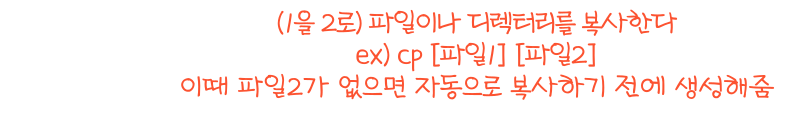 (1을 2로) 파일이나 디렉터리를 복사한다
ex) cp [파일1] [파일2]
이때 파일2가 없으면 자동으로 복사하기 전에 생성해줌